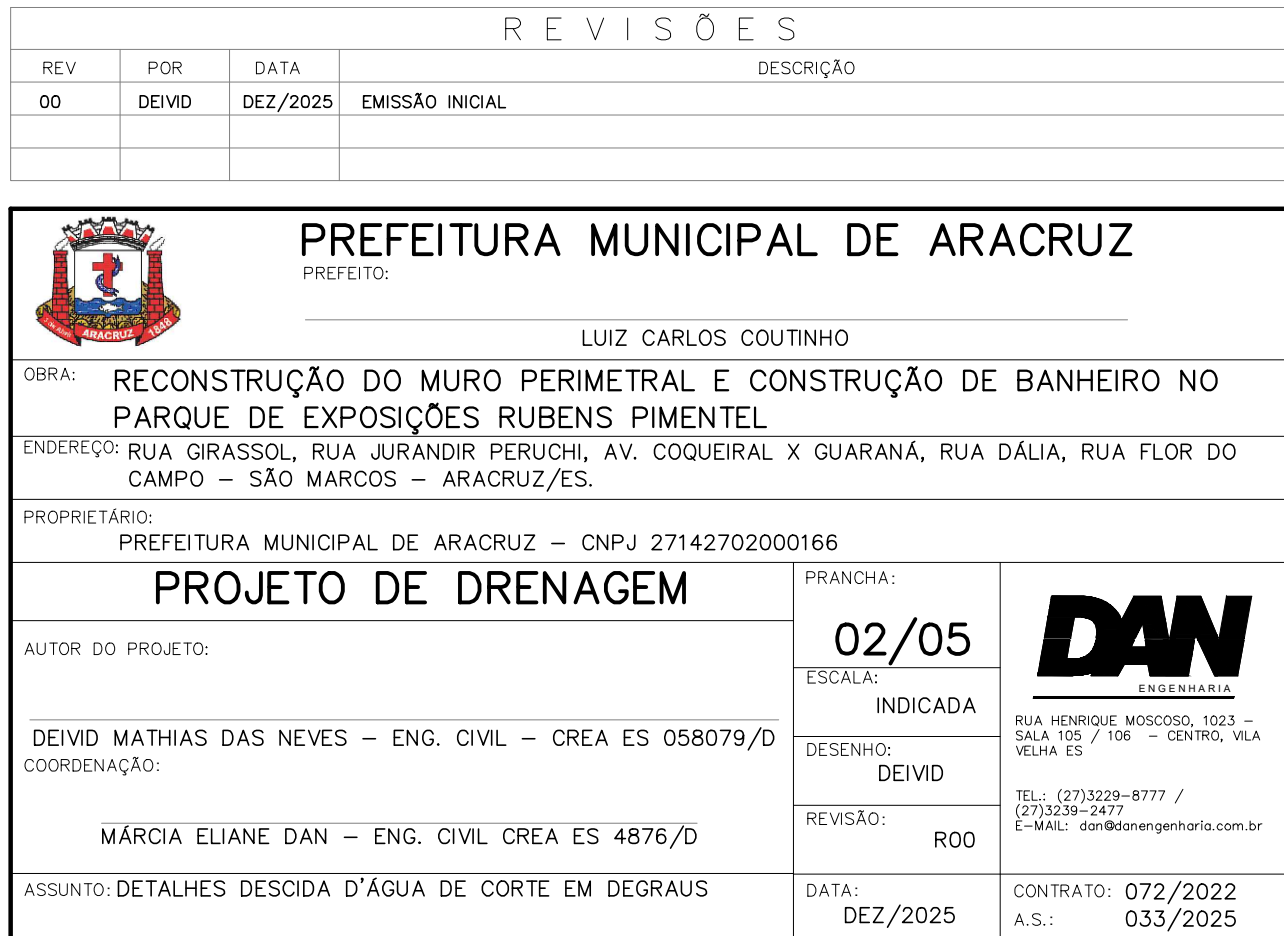 REVISÕES
REV POR DATA DESCRIÇÃO
00 DEIVID DEZ/2025 EMISSÃO INICIAL
PREFEITURA MUNICIPAL DE ARACRUZ
PREFEITO:
LUIZ CARLOS COUTINHO
ARACRUZ
1848
OBRA: RECONSTRUÇÃO DO MURO PERIMETRAL E CONSTRUÇÃO DE BANHEIRO NO
PARQUE DE EXPOSIÇÕES RUBENS PIMENTEL
ENDEREÇO: RUA GIRASSOL, RUA JURANDIR PERUCHI, AV. COQUEIRAL X GUARANÁ, RUA DÁLIA, RUA FLOR DO
CAMPO – SÃO MARCOS – ARACRUZ/ES.
PROPRIETÁRIO:
PREFEITURA MUNICIPAL DE ARACRUZ – CNPJ 27142702000166
PROJETO DE DRENAGEM
AUTOR DO PROJETO:
DEIVID MATHIAS DAS NEVES – ENG. CIVIL – CREA ES 058079/D
COORDENAÇÃO:
MÁRCIA ELIANE DAN – ENG. CIVIL CREA ES 4876/D
ASSUNTO: DETALHES DESCIDA D'ÁGUA DE CORTE EM DEGRAUS
PRANCHA:
02/05
ESCALA:
INDICADA
DESENHO:
DEIVID
REVISÃO:
R00
DATA:
DEZ/2025
DAN
ENGENHARIA
RUA HENRIQUE MOSCOSO, 1023 –
SALA 105 / 106 – CENTRO, VILA
VELHA ES
TEL.: (27)3229–8777 /
(27)3239–2477
E–MAIL: dan@danengenharia.com.br
CONTRATO: 072/2022
A.S.: 033/2025